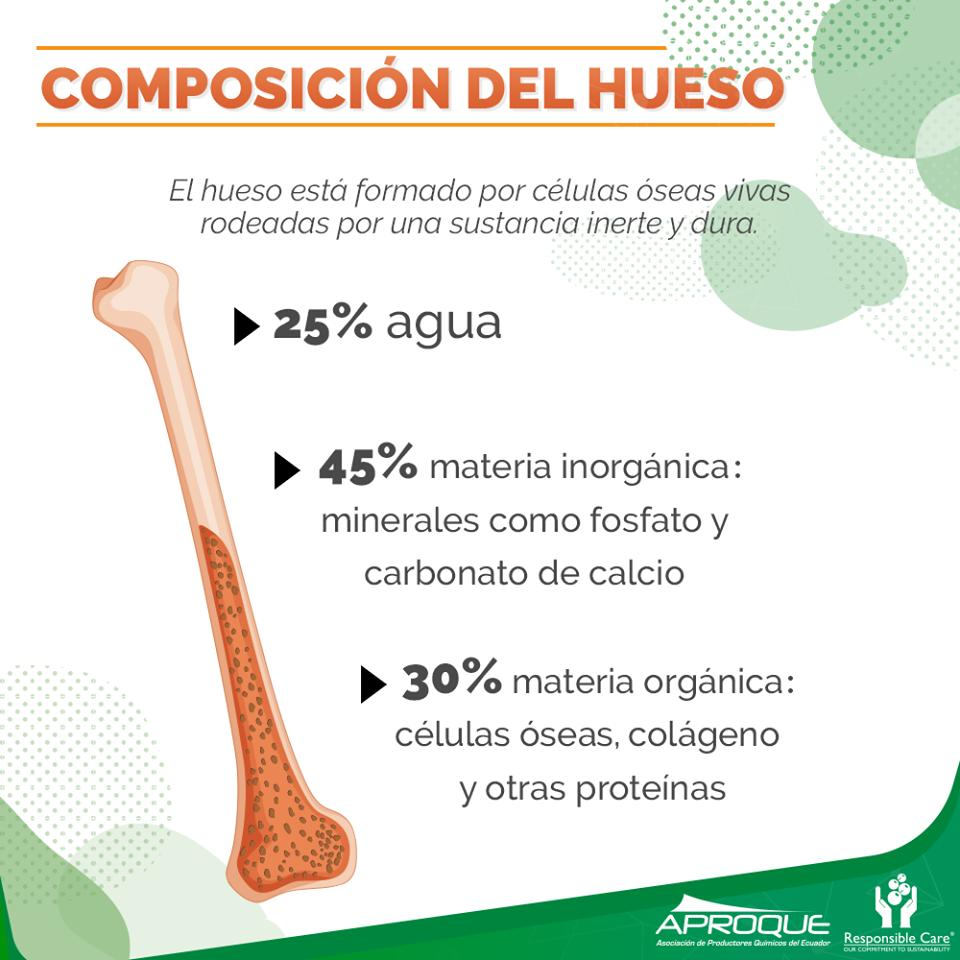 COMPOSICIÓN DEL HUESO
El hueso está formado por células óseas vivas
rodeadas por una sustancia inerte y dura.
25% agua
45% materia inorgánica:
minerales como fosfato y
carbonato de calcio
30% materia orgánica:
células óseas, colágeno
y otras proteínas
APROQUE
Asociación de Productores Químicos del Ecuador
Responsible Care®
OUR COMMITMENT TO SUSTAINABILITY